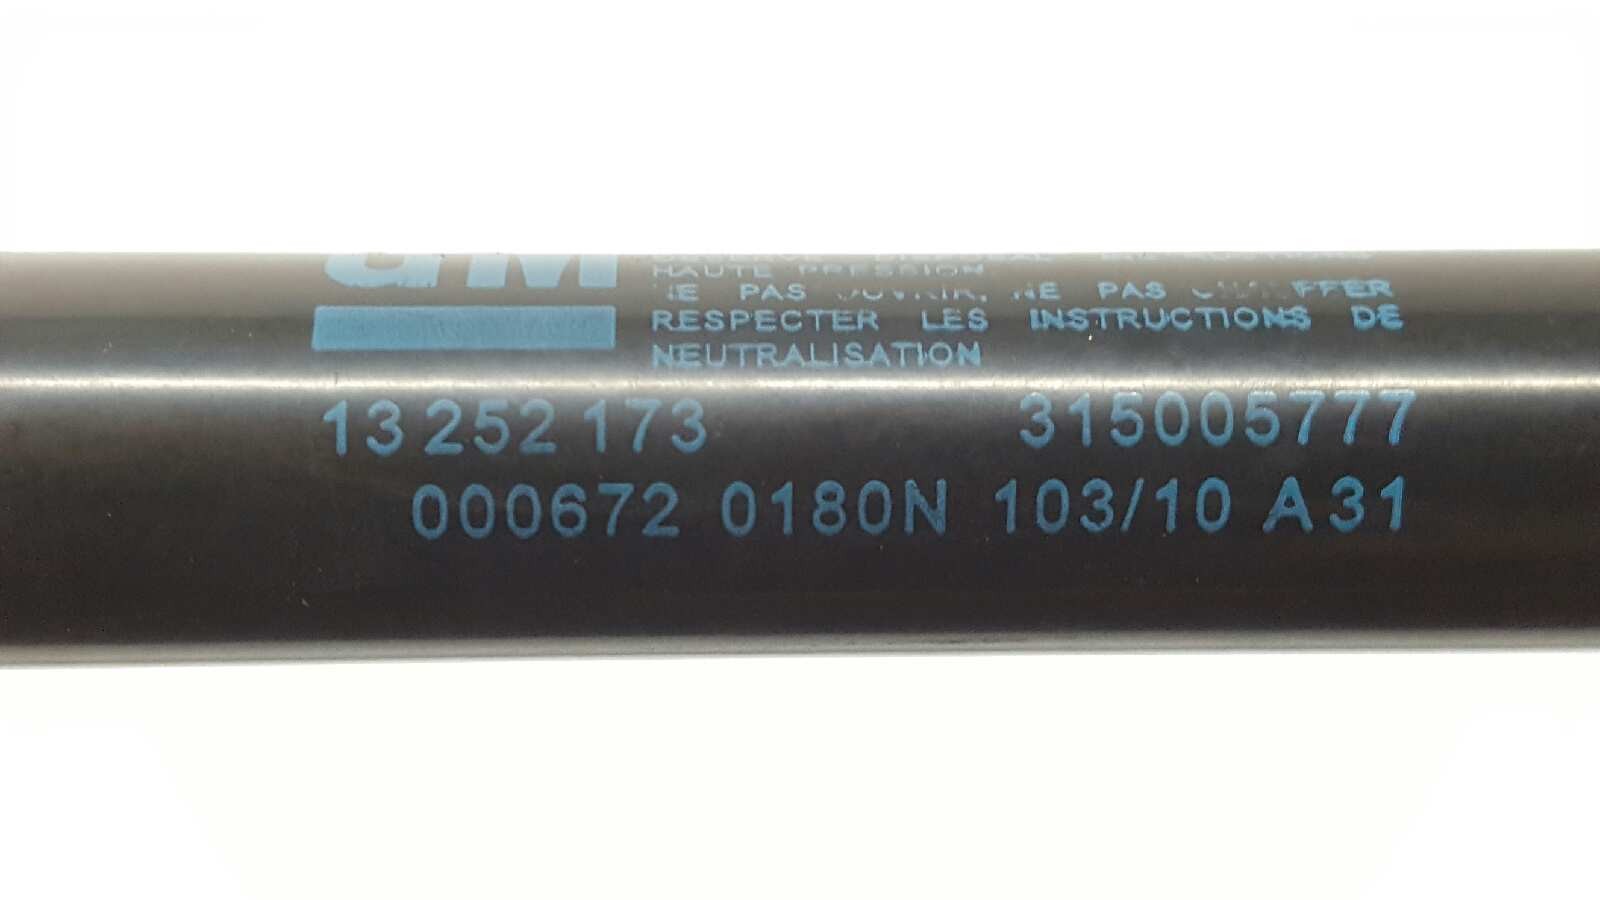 GM
HAUTE PRESSION
NE PAS OUVRIR, NE PAS CHAUFFER
RESPECTER LES INSTRUCTIONS DE
NEUTRALISATION
13 252 173 315005777
000672 0180N 103/10 A31